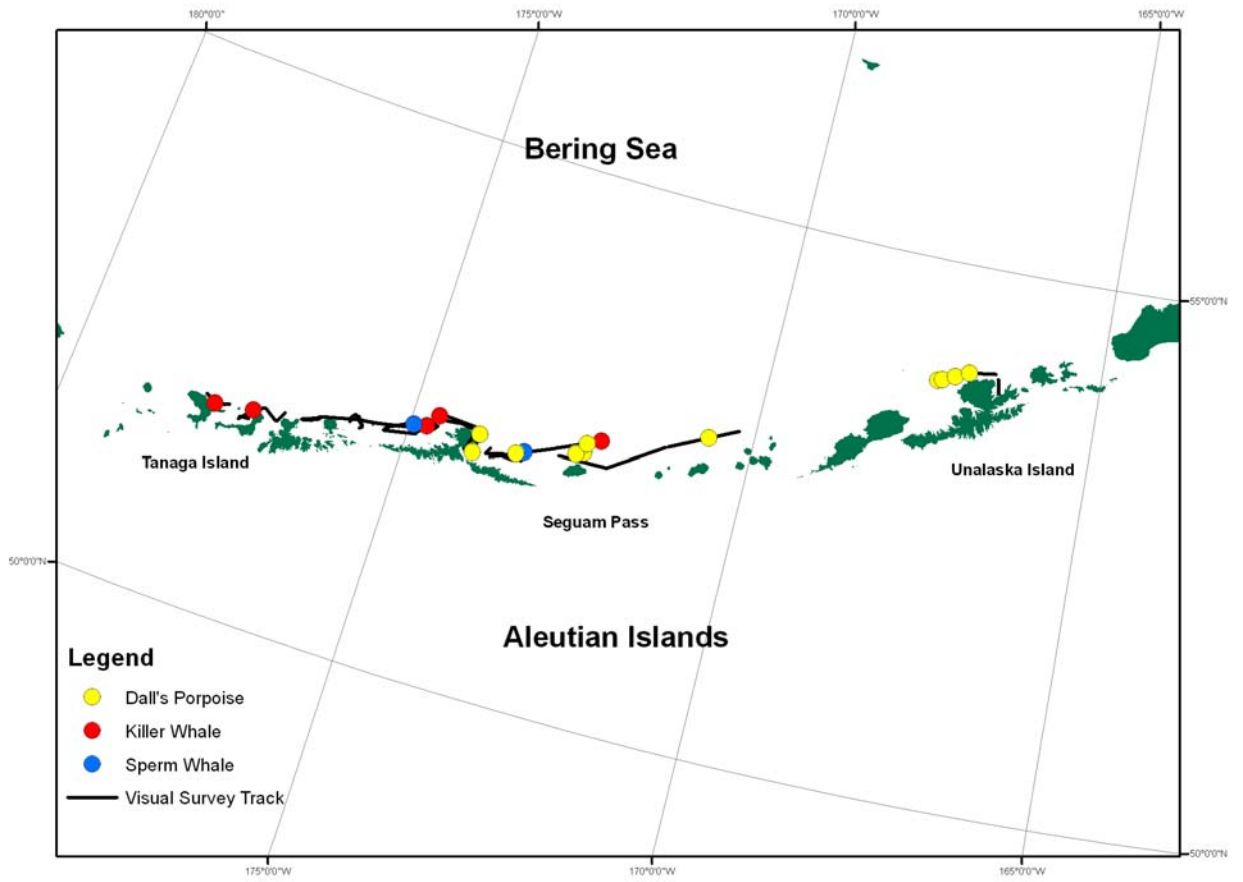 180°0'0"
175°0'0"W
170°0'0"W
165°0'0"W
Bering Sea
55°0'0"N
Tanaga Island
Unalaska Island
Seguam Pass
50°0'0"N
Aleutian Islands
Legend
Dall's Porpoise
Killer Whale
Sperm Whale
Visual Survey Track
50°0'0"N
175°0'0"W
170°0'0"W
165°0'0"W